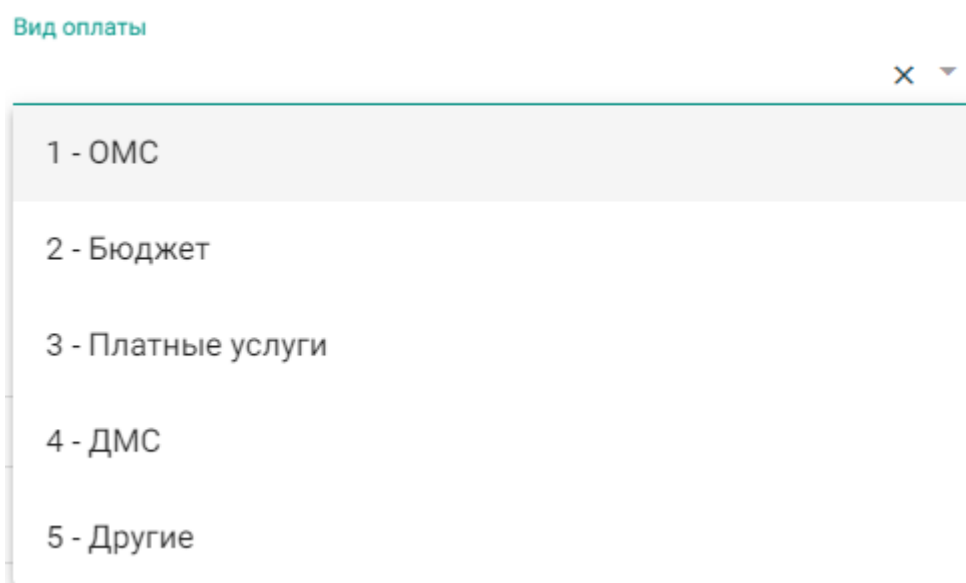 Вид оплаты
1 - ОМС
2 - Бюджет
3 - Платные услуги
4 - ДМС
5 - Другие